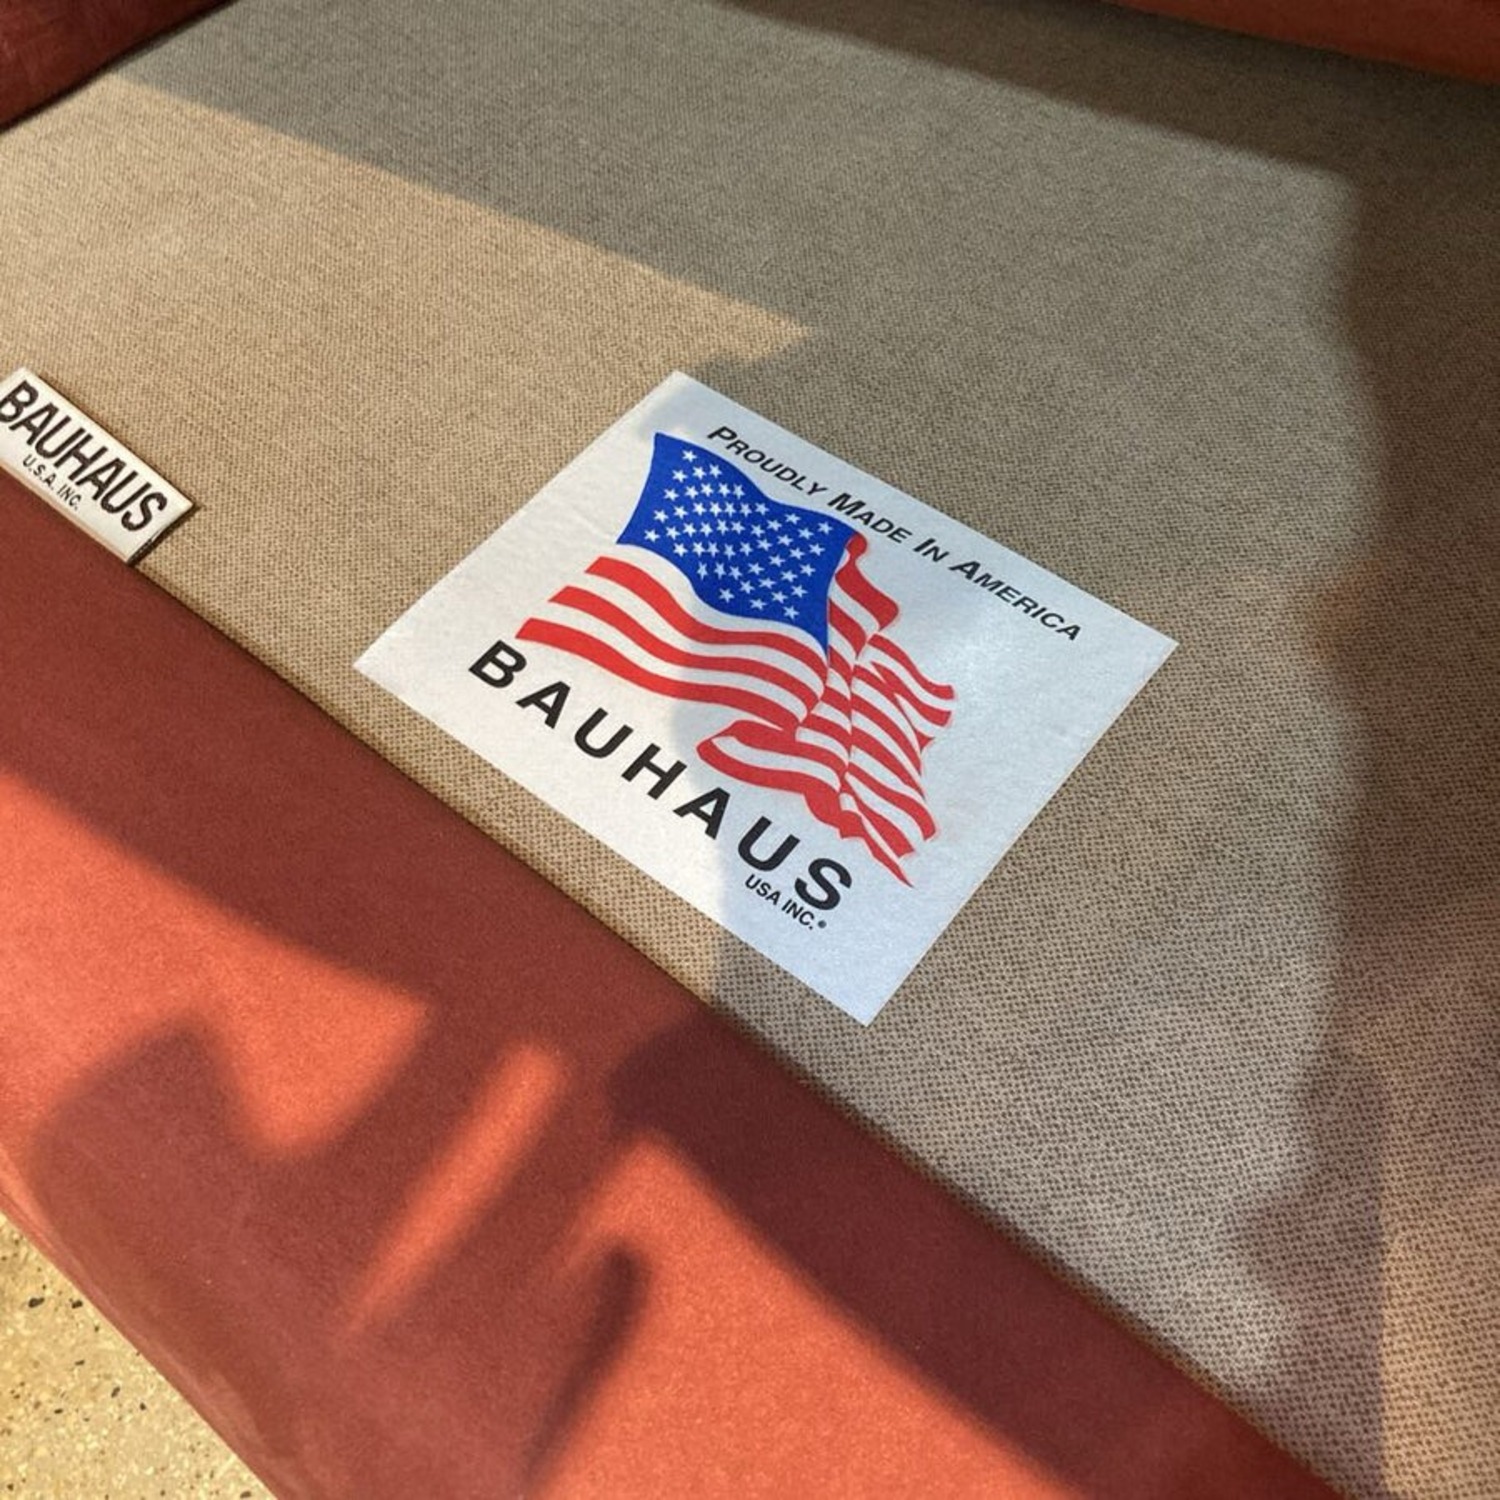 BAUHAUS
U.S.A. INC.
PROUDLY MADE IN AMERICA
BAUHAUS
USA INC.®